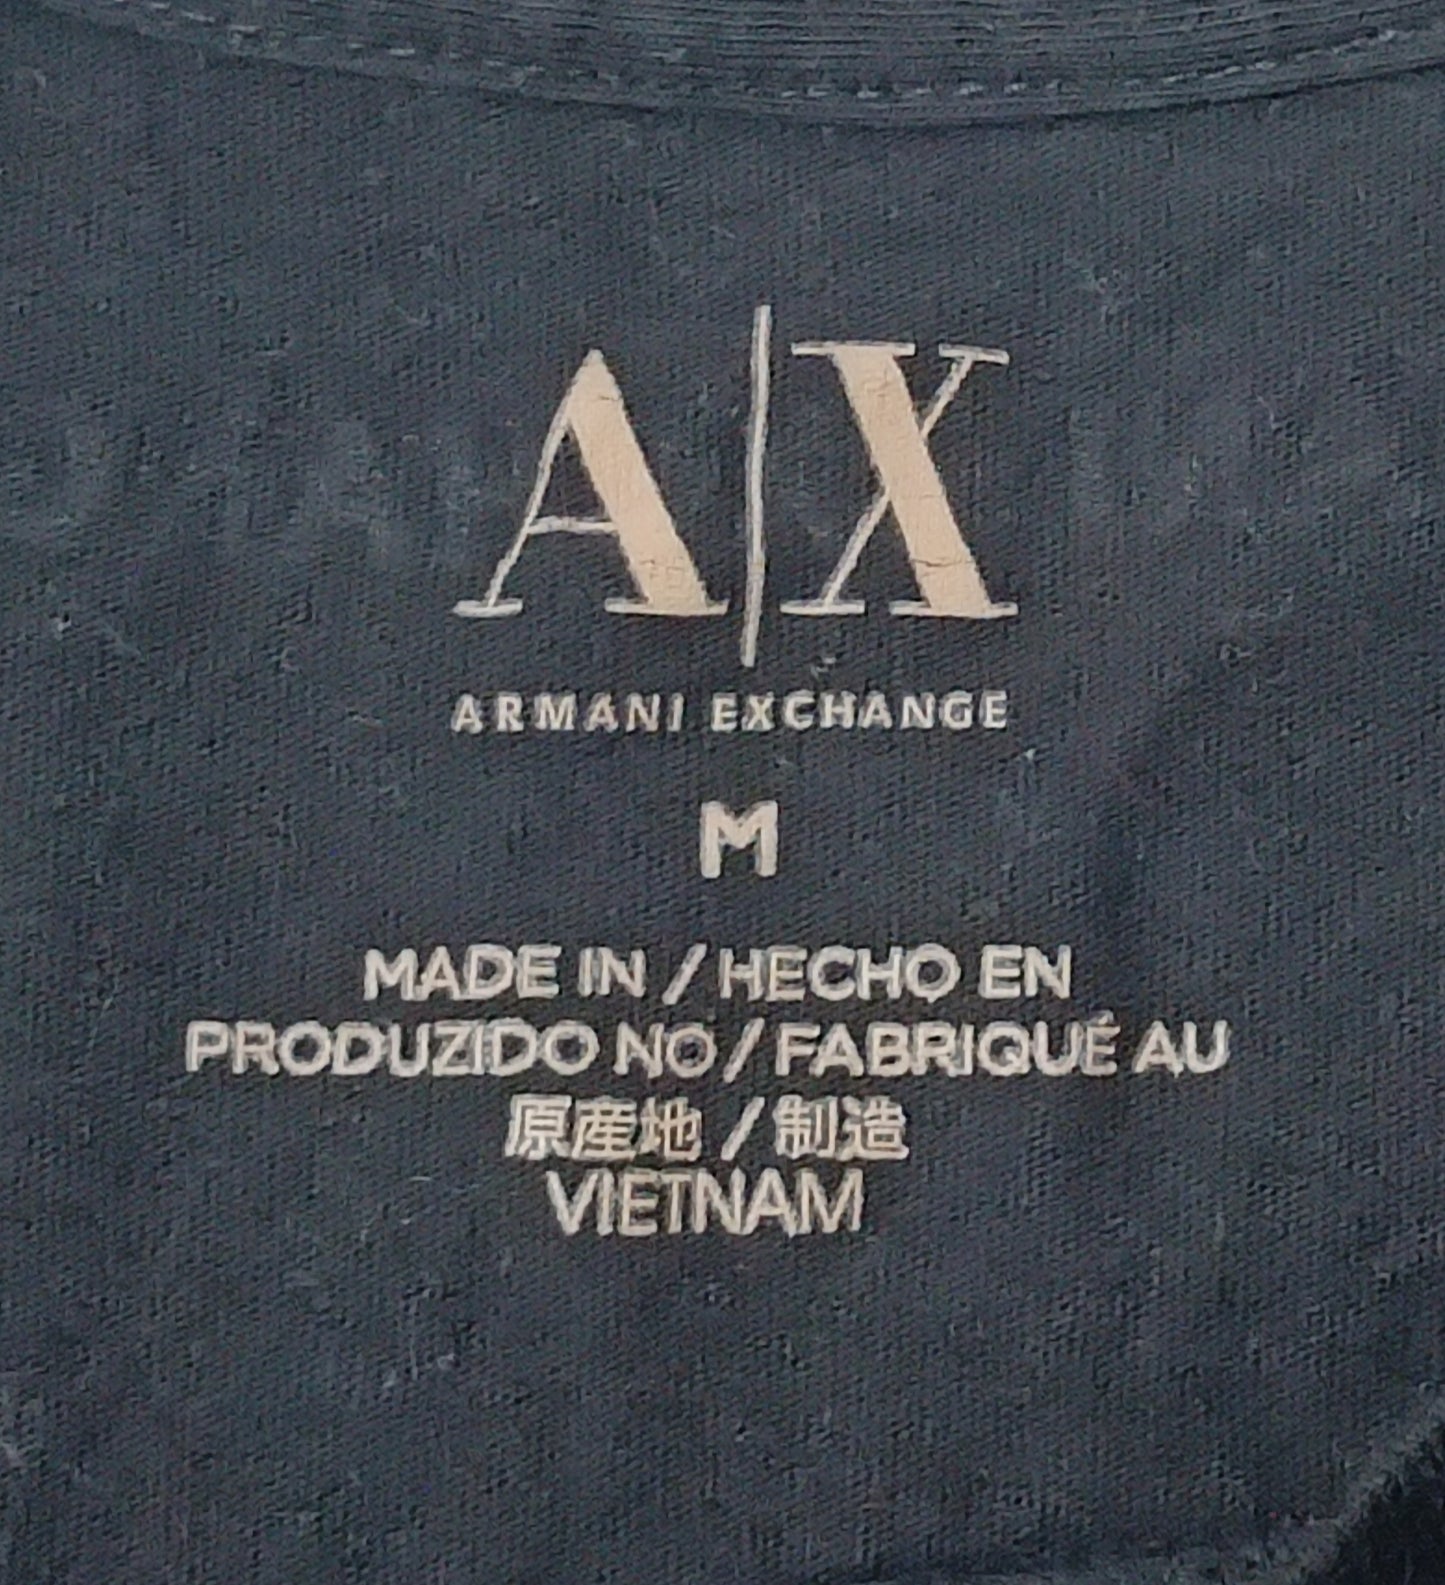 A|X
ARMANI EXCHANGE
M
MADE IN / HECHO EN
PRODUZIDO NO / FABRIQUÉ AU
原産地 / 制造
VIETNAM